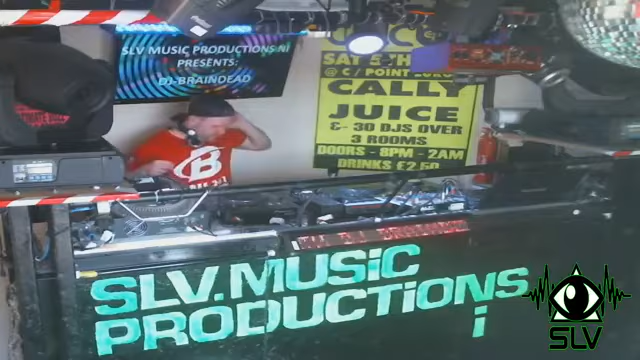 SLV MUSIC PRODUCTIONS NI
PRESENTS:
DJ-BRAINDEAD
SAT 5TH
@ C / POINT
CALLY
JUICE
&- 30 DJS OVER
3 ROOMS
DOORS - 8PM - 2AM
DRINKS £2.50
B
SLV.MUSiC
PRODUCTiONS
i
SLV